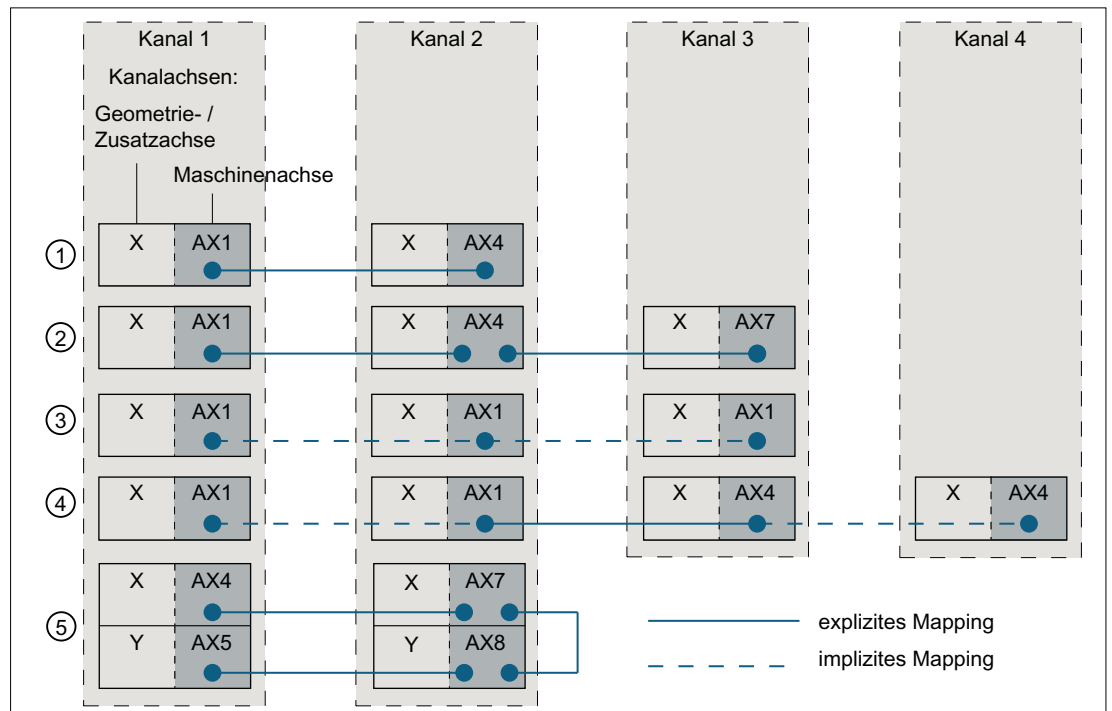 Kanal 1 Kanal 2 Kanal 3 Kanal 4
Kanalachsen:
Geometrie- /
Zusatzachse
Maschinenachse
① X AX1 X AX4
② X AX1 X AX4 X AX7
③ X AX1 X AX1 X AX1
④ X AX1 X AX1 X AX4 X AX4
⑤ X AX4 X AX7
Y AX5 Y AX8
explizites Mapping
implizites Mapping